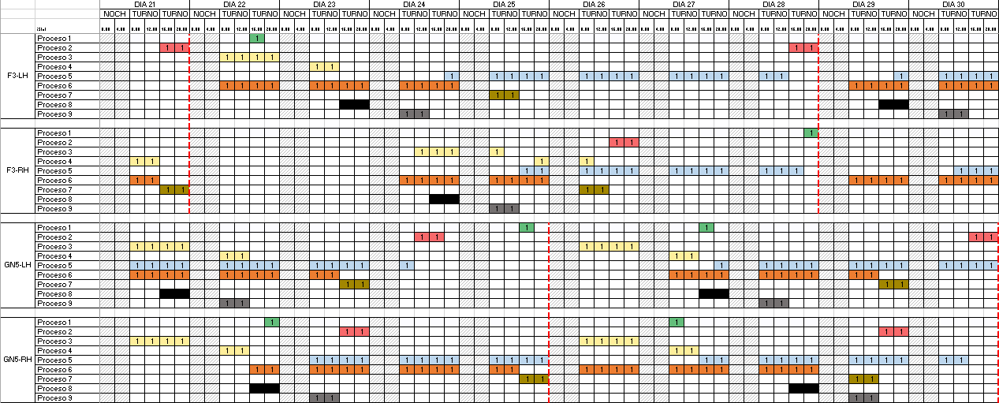 DIA 21 DIA 22 DIA 23 DIA 24 DIA 25 DIA 26 DIA 27 DIA 28 DIA 29 DIA 30
NOCH TURNO TURNO NOCH TURNO TURNO NOCH TURNO TURNO NOCH TURNO TURNO NOCH TURNO TURNO NOCH TURNO TURNO NOCH TURNO TURNO NOCH TURNO TURNO NOCH TURNO TURNO NOCH TURNO TURNO
0.00 4.00 8.00 12.00 16.00 20.00 0.00 4.00 8.00 12.00 16.00 20.00 0.00 4.00 8.00 12.00 16.00 20.00 0.00 4.00 8.00 12.00 16.00 20.00 0.00 4.00 8.00 12.00 16.00 20.00 0.00 4.00 8.00 12.00 16.00 20.00 0.00 4.00 8.00 12.00 16.00 20.00 0.00 4.00 8.00 12.00 16.00 20.00 0.00 4.00 8.00 12.00 16.00 20.00 0.00 4.00 8.00 12.00 16.00 20.00
F3-LH
Proceso 1 1
Proceso 2 1 1 1 1
Proceso 3 1 1 1 1
Proceso 4 1 1
Proceso 5 1 1 1 1 1 1 1 1 1 1 1 1 1 1 1 1 1 1 1 1
Proceso 6 1 1 1 1 1 1 1 1 1 1 1 1 1 1 1 1 1 1 1 1
Proceso 7 1 1
Proceso 8
Proceso 9 1 1 1 1
F3-RH
Proceso 1 1
Proceso 2 1 1
Proceso 3 1 1 1 1
Proceso 4 1 1 1 1
Proceso 5 1 1 1 1 1 1 1 1 1 1 1 1 1 1 1 1
Proceso 6 1 1 1 1 1 1 1 1 1 1 1 1 1 1 1 1 1 1
Proceso 7 1 1 1 1
Proceso 8
Proceso 9 1 1
GN5-LH
Proceso 1 1 1
Proceso 2 1 1 1 1
Proceso 3 1 1 1 1 1 1 1 1
Proceso 4 1 1 1 1
Proceso 5 1 1 1 1 1 1 1 1 1 1 1 1 1 1 1 1 1 1 1 1 1 1 1 1 1 1
Proceso 6 1 1 1 1 1 1 1 1 1 1 1 1 1 1 1 1 1 1 1 1
Proceso 7 1 1 1 1
Proceso 8
Proceso 9 1 1 1 1
GN5-RH
Proceso 1 1 1
Proceso 2 1 1 1 1
Proceso 3 1 1 1 1 1 1 1 1
Proceso 4 1 1 1 1
Proceso 5 1 1 1 1 1 1 1 1 1 1 1 1 1 1 1 1 1 1 1 1 1 1 1 1
Proceso 6 1 1 1 1 1 1 1 1 1 1 1 1 1 1 1 1 1 1 1 1 1 1 1 1
Proceso 7 1 1 1 1
Proceso 8
Proceso 9 1 1 1 1